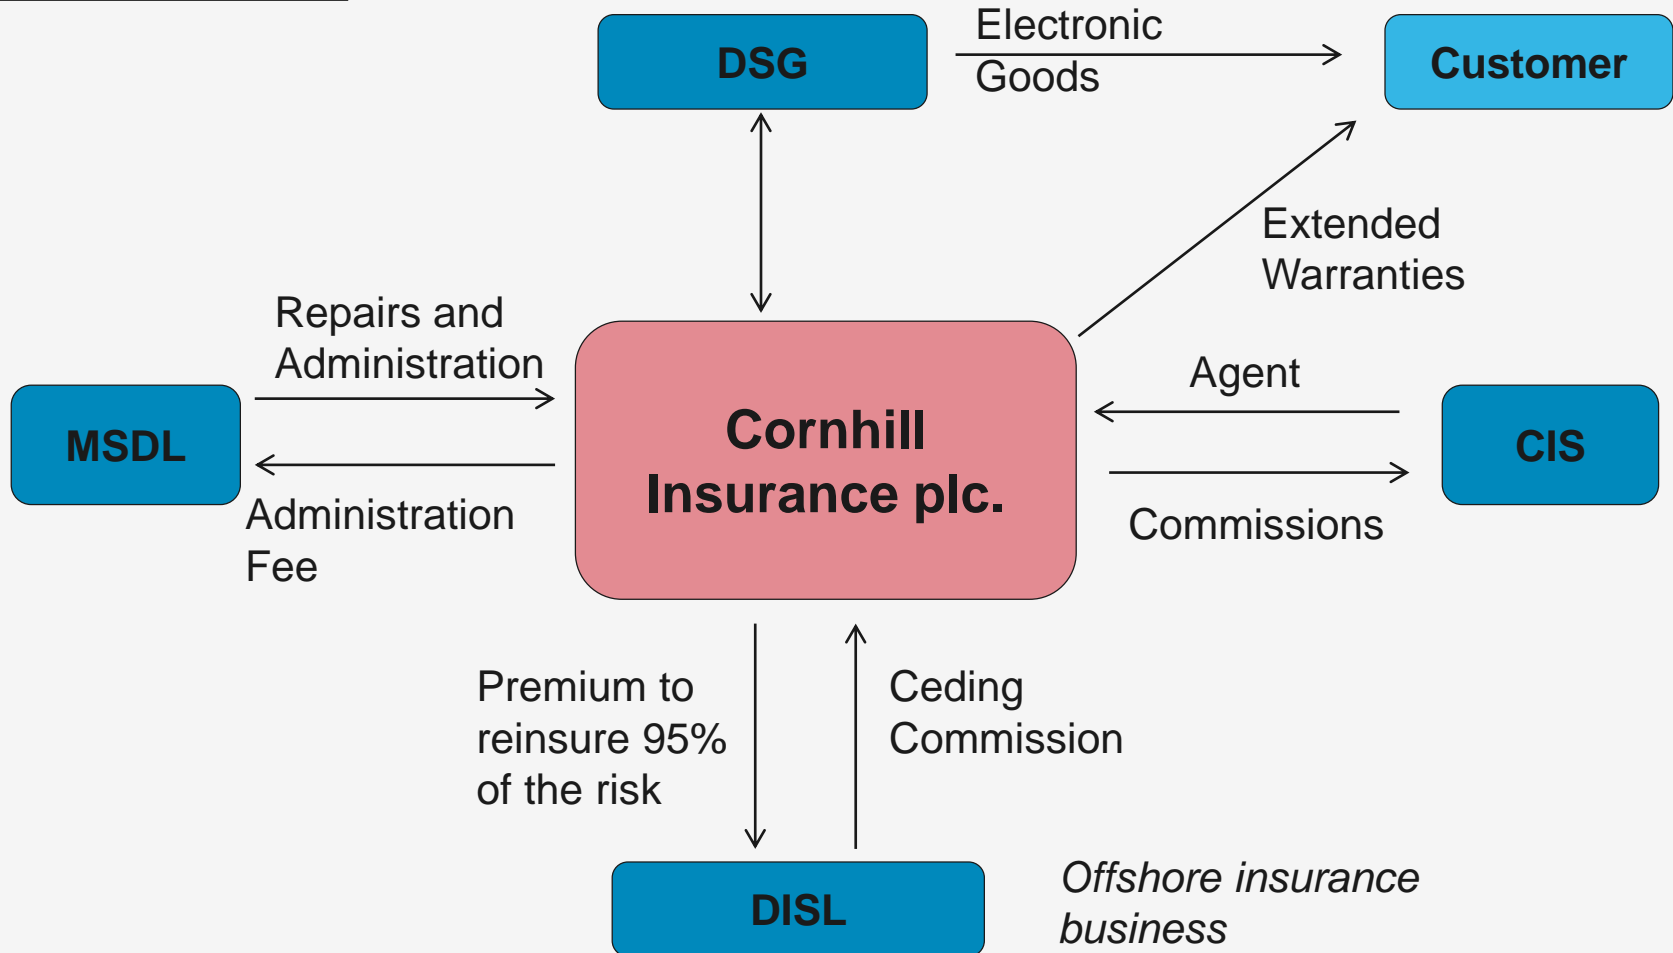 DSG
Electronic
Goods
Customer
Extended
Warranties
Repairs and
Administration
Agent
MSDL
Cornhill
Insurance plc.
CIS
Administration
Fee
Commissions
Premium to
reinsure 95%
of the risk
Ceding
Commission
DISL
Offshore insurance
business